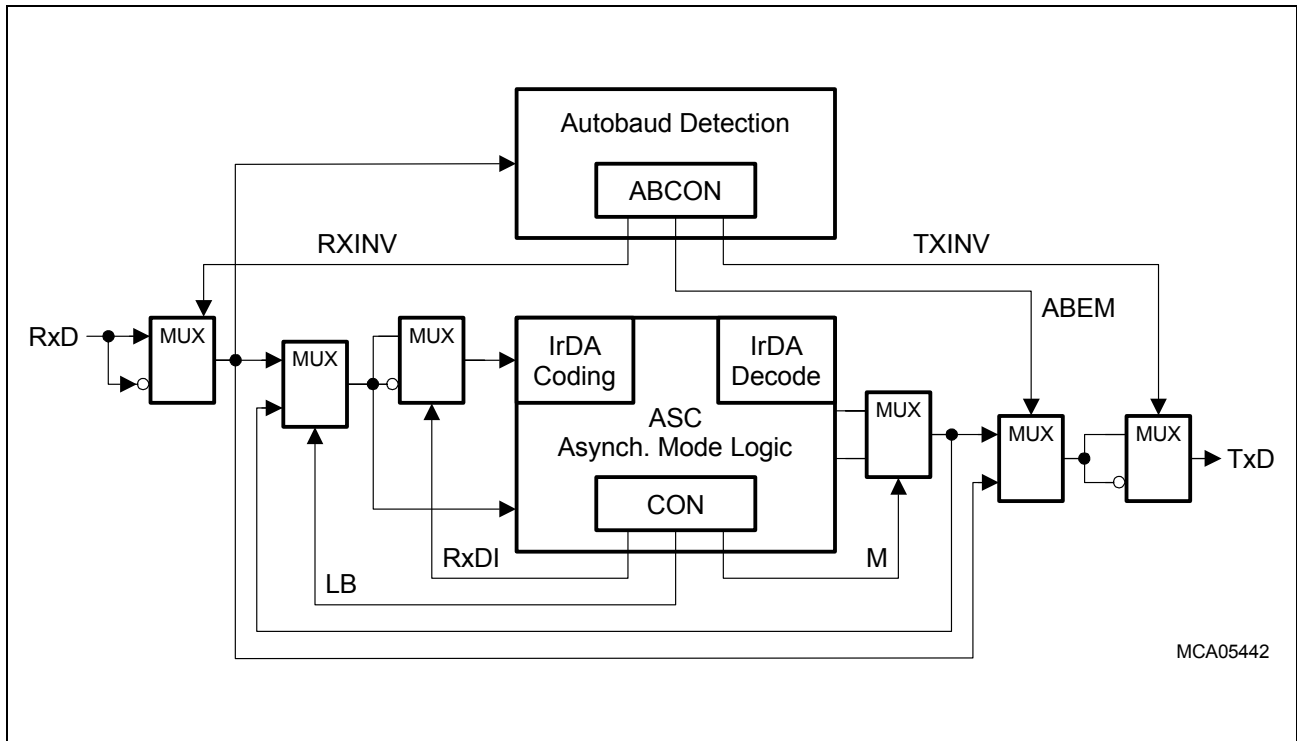 Autobaud Detection
ABCON
RXINV
TXINV
ABEM
RxD
MUX
MUX
MUX
IrDA
Coding
IrDA
Decode
ASC
Asynch. Mode Logic
CON
MUX
MUX
MUX
TxD
RxDI
LB
M
MCA05442